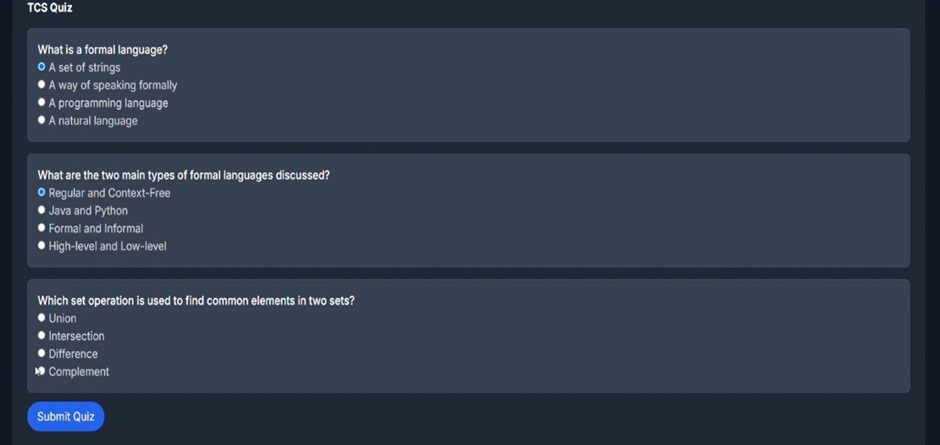 TCS Quiz
What is a formal language?
A set of strings
A way of speaking formally
A programming language
A natural language
What are the two main types of formal languages discussed?
Regular and Context-Free
Java and Python
Formal and Informal
High-level and Low-level
Which set operation is used to find common elements in two sets?
Union
Intersection
Difference
Complement
Submit Quiz